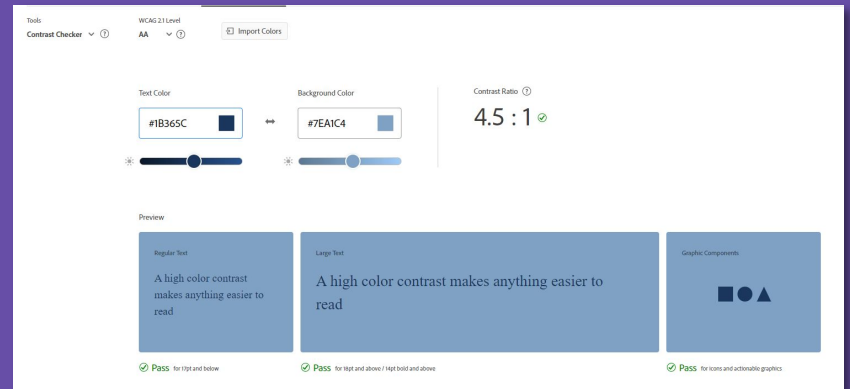 Tools
WCAG 2.1 Level
Contrast Checker
AA
Import Colors
Text Color
Background Color
Contrast Ratio
#1B365C
#7EA1C4
4.5 : 1
Preview
Regular Text
Large Text
Graphic Components
A high color contrast
makes anything easier to
read
A high color contrast makes anything easier to
read
Pass for 17pt and below
Pass for 18pt and above / 14pt bold and above
Pass for icons and actionable graphics